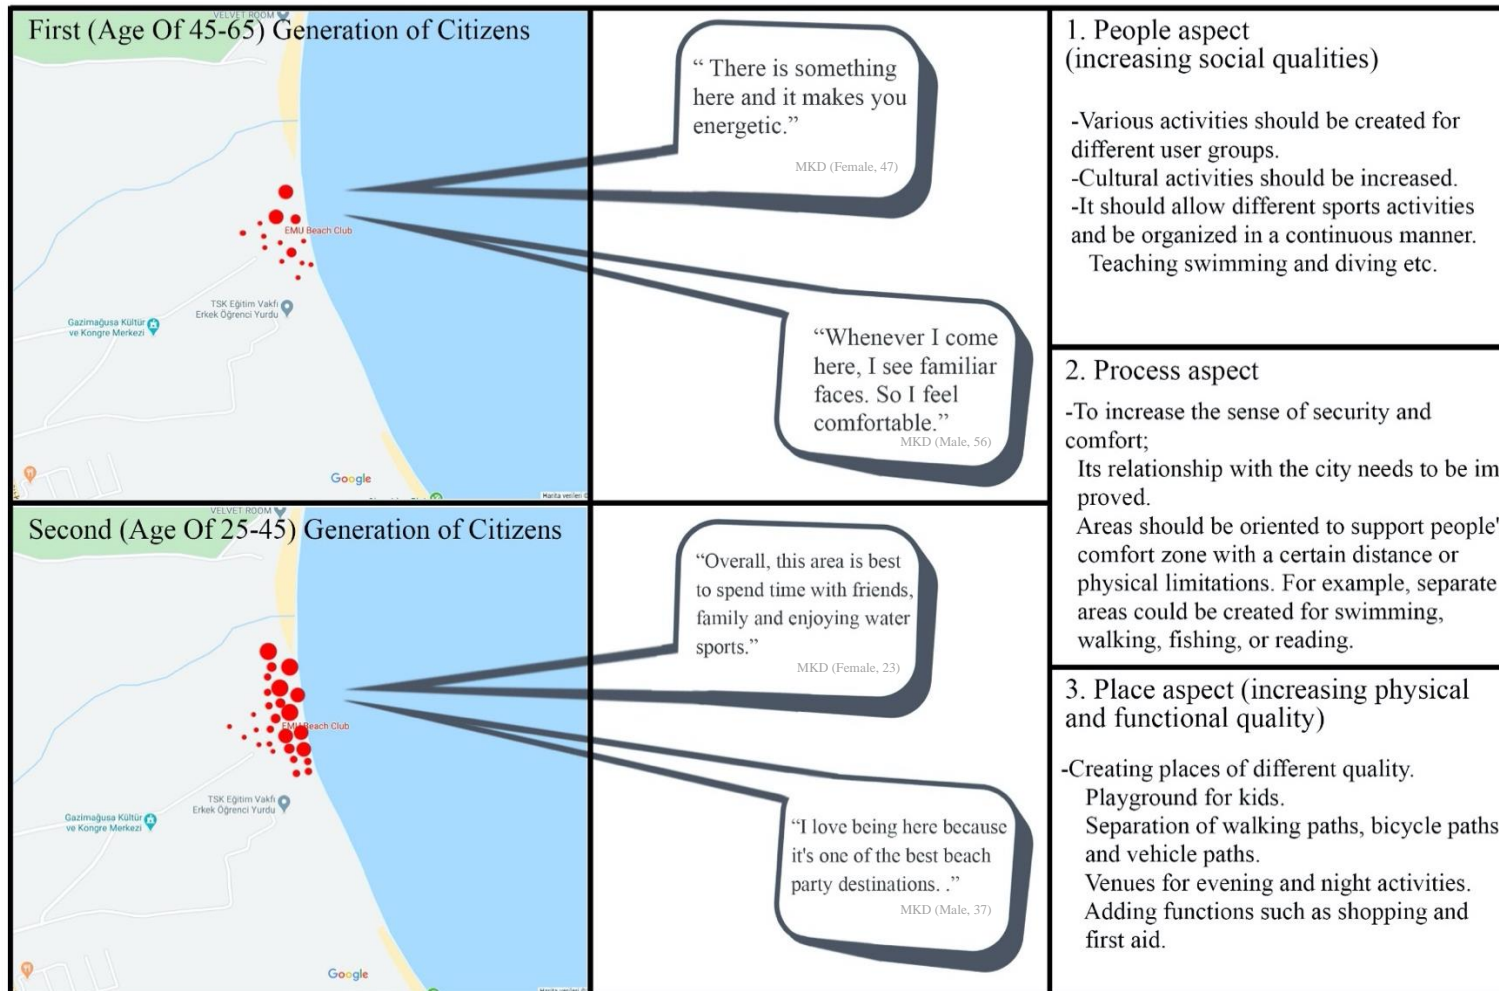 VELVET ROOM
First (Age Of 45-65) Generation of Citizens
EMU Beach Club
TSK Eğitim Vakfı
Erkek Öğrenci Yurdu
Gazimağusa Kültür
ve Kongre Merkezi
Google
“ There is something
here and it makes you
energetic.”
MKD (Female, 47)
“Whenever I come
here, I see familiar
faces. So I feel
comfortable.”
MKD (Male, 56)
VELVET ROOM
Second (Age Of 25-45) Generation of Citizens
EMU Beach Club
TSK Eğitim Vakfı
Erkek Öğrenci Yurdu
Gazimağusa Kültür
ve Kongre Merkezi
Google
“Overall, this area is best
to spend time with friends,
family and enjoying water
sports.”
MKD (Female, 23)
“I love being here because
it's one of the best beach
party destinations. .”
MKD (Male, 37)
1. People aspect
(increasing social qualities)
-Various activities should be created for
different user groups.
-Cultural activities should be increased.
-It should allow different sports activities
and be organized in a continuous manner.
Teaching swimming and diving etc.
2. Process aspect
-To increase the sense of security and
comfort;
Its relationship with the city needs to be im
proved.
Areas should be oriented to support people'
comfort zone with a certain distance or
physical limitations. For example, separate
areas could be created for swimming,
walking, fishing, or reading.
3. Place aspect (increasing physical
and functional quality)
-Creating places of different quality.
Playground for kids.
Separation of walking paths, bicycle paths
and vehicle paths.
Venues for evening and night activities.
Adding functions such as shopping and
first aid.